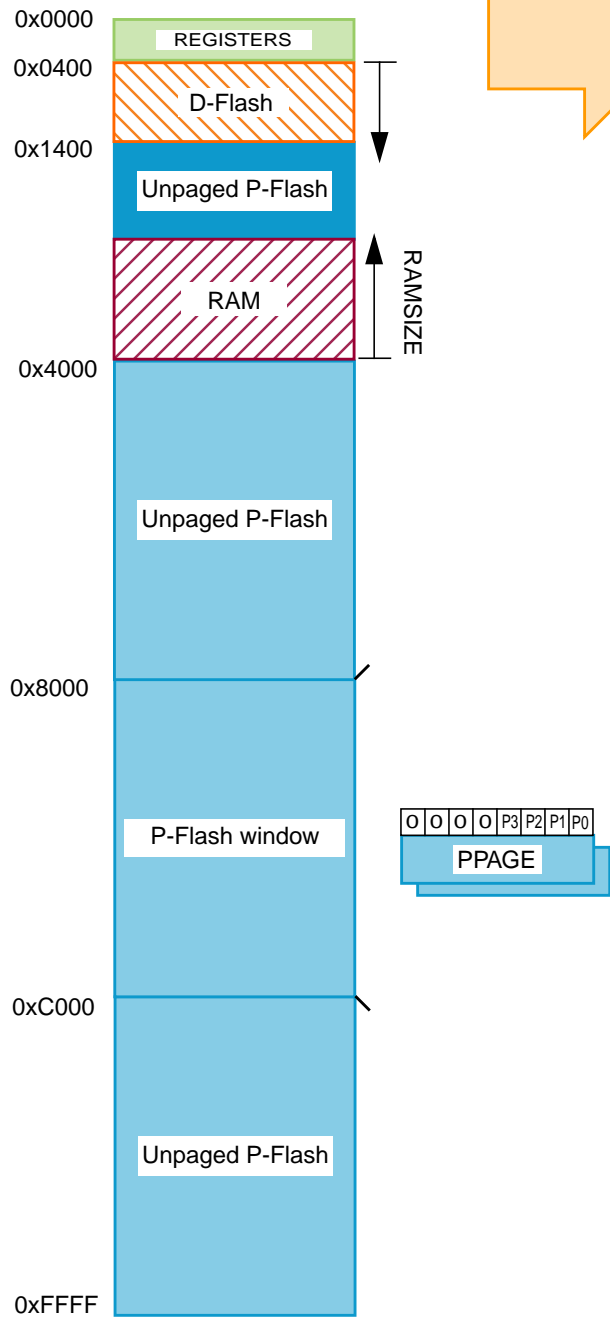 0x0000
REGISTERS
0x0400
D-Flash
0x1400
Unpaged P-Flash
RAM
RAMSIZE
0x4000
Unpaged P-Flash
0x8000
P-Flash window
0 0 0 0 P3 P2 P1 P0
PPAGE
0xC000
Unpaged P-Flash
0xFFFF